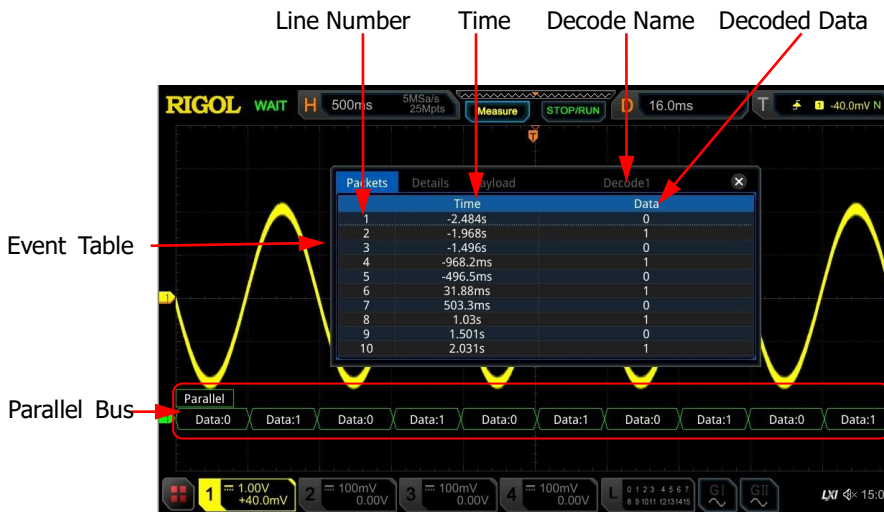 Line Number Time Decode Name Decoded Data
RIGOL WAIT H 500ms 5MSa/s 25Mpts Measure STOP/RUN D 16.0ms T 1 -40.0mV N
T
Packets Details Payload Decode1
Time Data
1 -2.484s 0
2 -1.968s 1
3 -1.496s 0
4 -968.2ms 1
5 -496.5ms 0
6 31.88ms 1
7 503.3ms 0
8 1.03s 1
9 1.501s 0
10 2.031s 1
Event Table
1
Parallel Bus
Parallel
Data:0 Data:1 Data:0 Data:1 Data:0 Data:1 Data:0 Data:1 Data:0 Data:1
1 1.00V +40.0mV 2 100mV 0.00V 3 100mV 0.00V 4 100mV 0.00V L 0 1 2 3 4 5 6 7 8 9 10 11 12 13 14 15 GI GII LXI 15:0